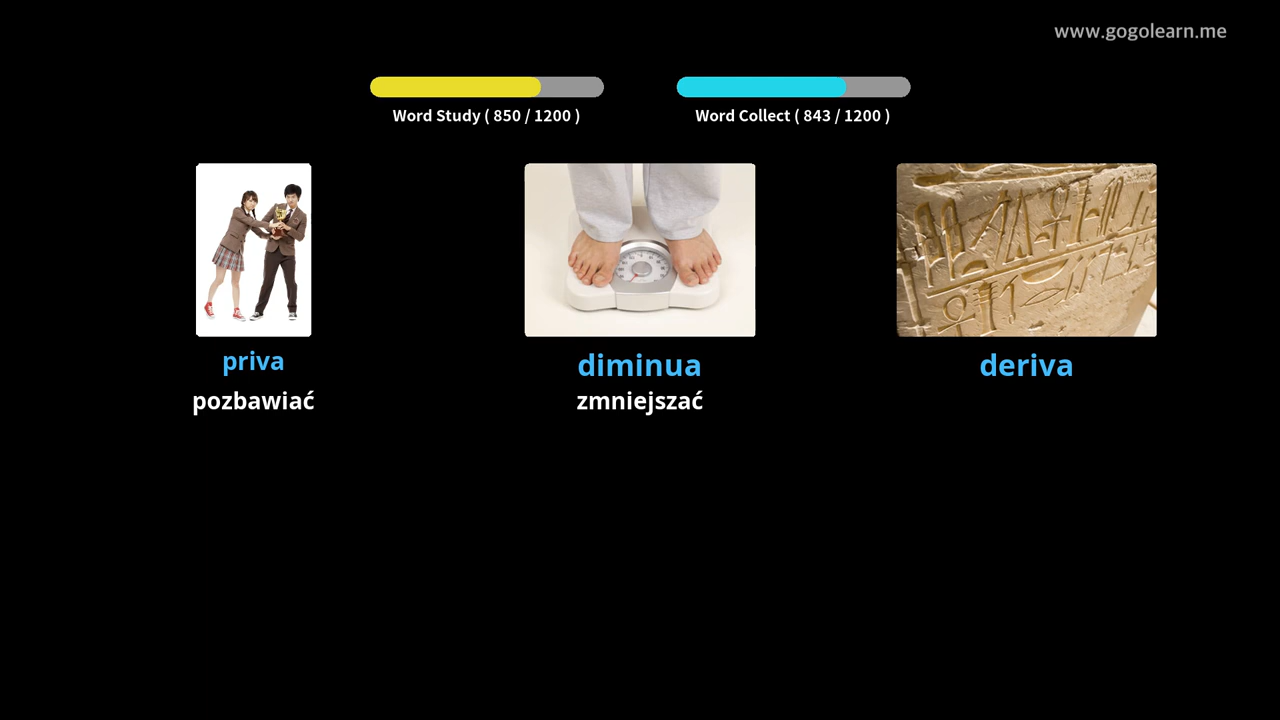 www.gogolearn.me
Word Study ( 850 / 1200 )
Word Collect ( 843 / 1200 )
priva
diminua
deriva
pozbawiać
zmniejszać